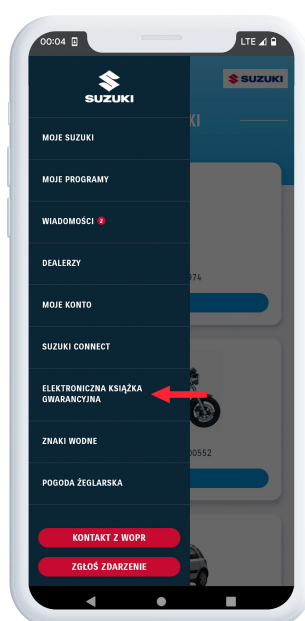 00:04
LTE
SUZUKI
SUZUKI
KI
MOJE SUZUKI
MOJE PROGRAMY
WIADOMOŚCI 2
DEALERZY
974
MOJE KONTO
SUZUKI CONNECT
ELEKTRONICZNA KSIĄŻKA
GWARANCYJNA
ZNAKI WODNE
00552
POGODA ŻEGLARSKA
KONTAKT Z WOPR
ZGŁOŚ ZDARZENIE